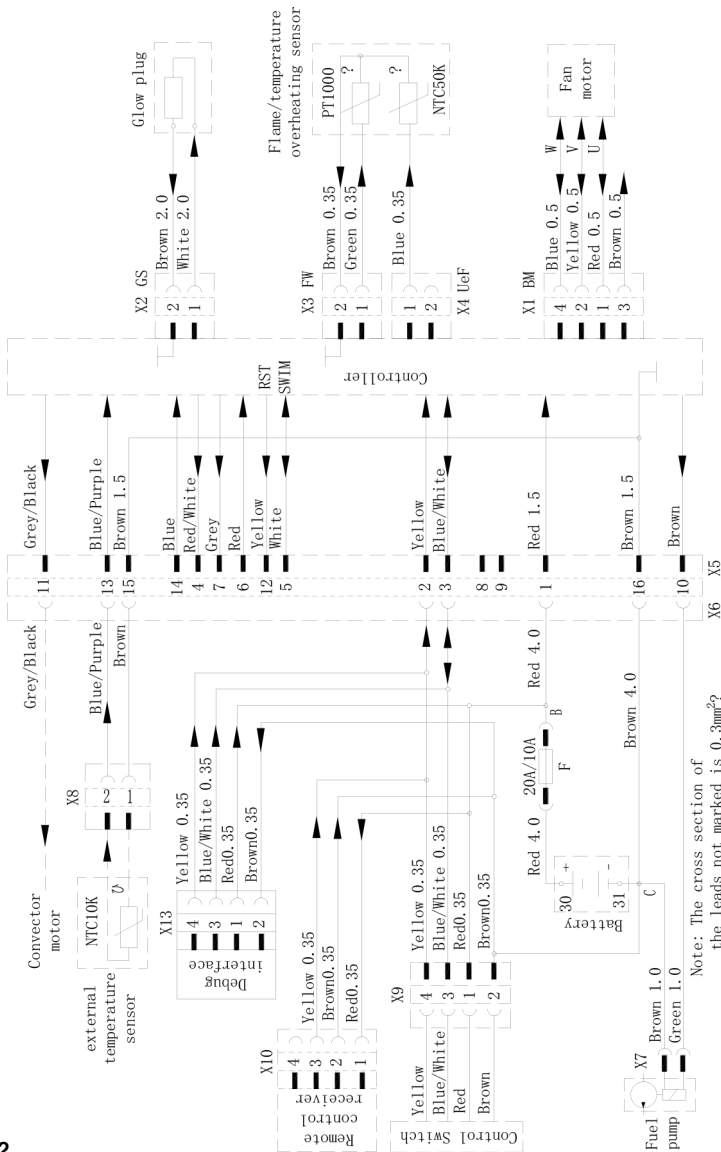 Glow plug
Brown 2.0
White 2.0
X2 GS
2
1
Flame/temperature
overheating sensor
PT1000
?
?
NTC50K
Brown 0.35
Green 0.35
Blue 0.35
X3 FW
2
1
1
2
X4 UeF
Fan
motor
W
V
U
Blue 0.5
Yellow 0.5
Red 0.5
Brown 0.5
X1 BM
4
2
1
3
Controller
RST
SWIM
Grey/Black
Blue/Purple
Brown 1.5
Blue
Red/White
Grey
Red
Yellow
White
Yellow
Blue/White
Red 1.5
Brown 1.5
Brown
11
13
15
14
4
7
6
12
5
2
3
8
9
1
16
10
X5
X6
Grey/Black
Blue/Purple
Brown
Convector
motor
X8
2
1
NTC10K
external
temperature
sensor
Yellow 0.35
Blue/White 0.35
Red0.35
Brown0.35
X13
4
3
1
2
Debug
interface
Yellow 0.35
Brown0.35
Red0.35
X10
4
3
2
1
Remote
control
receiver
Yellow 0.35
Blue/White 0.35
Red0.35
Brown0.35
X9
4
3
1
2
Yellow
Blue/White
Red
Brown
Control Switch
Red 4.0
B
20A/10A
F
Red 4.0
Brown 4.0
30
+
31
-
Battery
C
Brown 1.0
Green 1.0
X7
Fuel
pump
Note: The cross section of
the leads not marked is 0.3mm²?
2